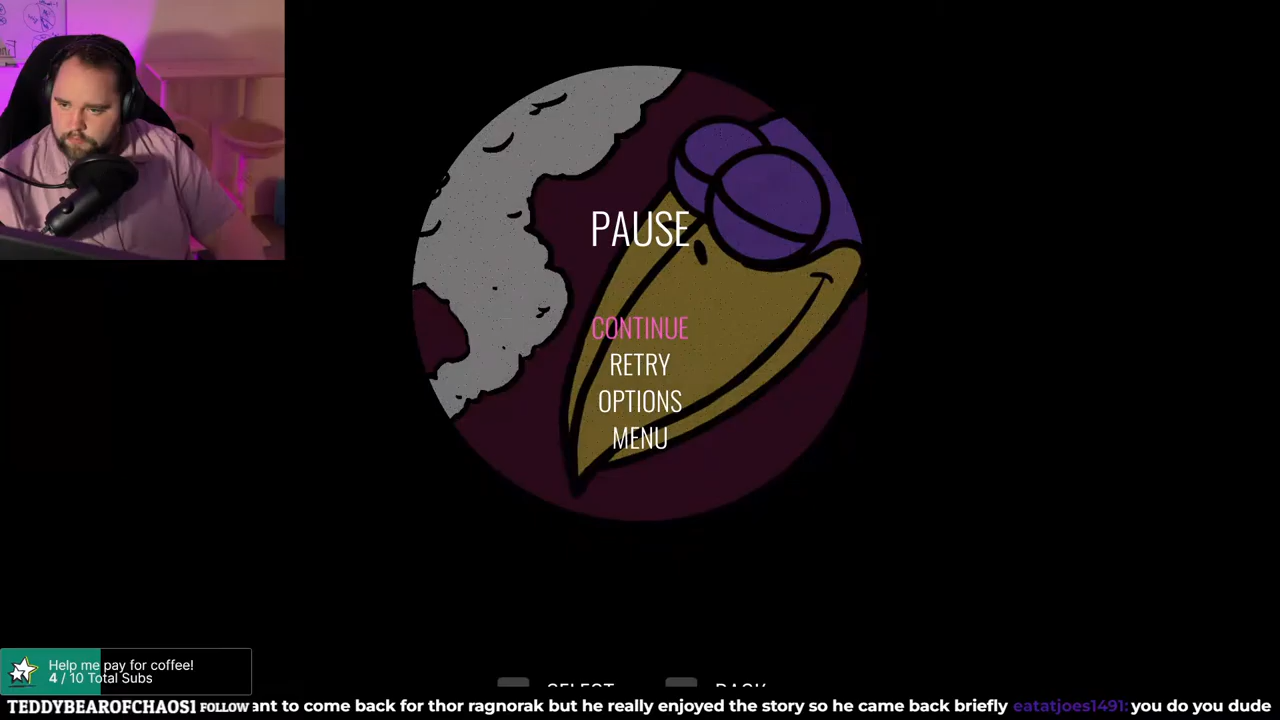 PAUSE
CONTINUE
RETRY
OPTIONS
MENU
Help me pay for coffee!
4 / 10 Total Subs
SELECT BACK
TEDDYBEAROFCHAOS1 FOLLOW ant to come back for thor ragnorak but he really enjoyed the story so he came back briefly eatatjoes1491: you do you dude